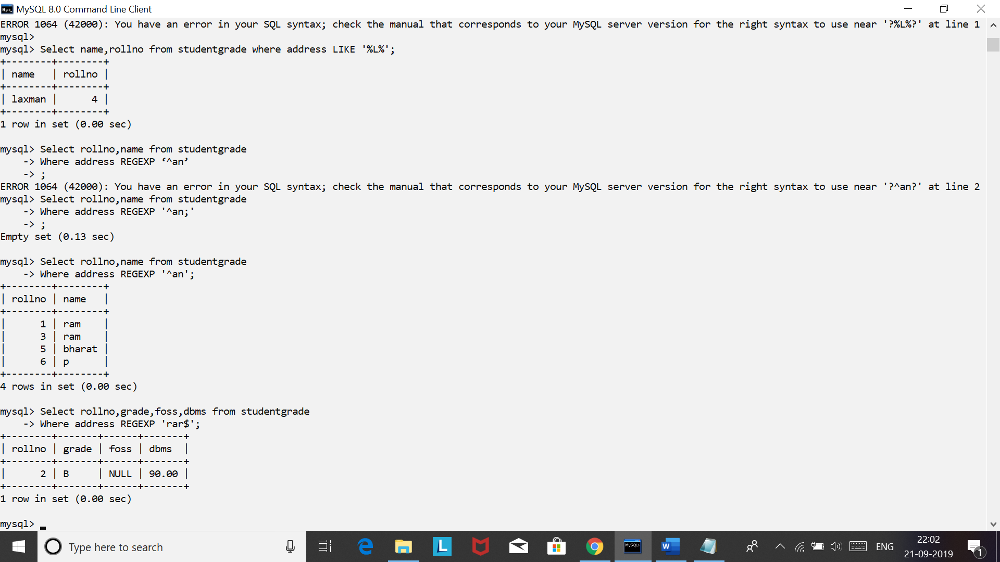 MySQL 8.0 Command Line Client
ERROR 1064 (42000): You have an error in your SQL syntax; check the manual that corresponds to your MySQL server version for the right syntax to use near '?%L%?' at line 1
mysql>
mysql> Select name,rollno from studentgrade where address LIKE '%L%';
+--------+--------+
| name   | rollno |
+--------+--------+
| laxman |      4 |
+--------+--------+
1 row in set (0.00 sec)
mysql> Select rollno,name from studentgrade
    -> Where address REGEXP ‘^an’
    -> ;
ERROR 1064 (42000): You have an error in your SQL syntax; check the manual that corresponds to your MySQL server version for the right syntax to use near '?^an?' at line 2
mysql> Select rollno,name from studentgrade
    -> Where address REGEXP '^an;'
    -> ;
Empty set (0.13 sec)
mysql> Select rollno,name from studentgrade
    -> Where address REGEXP '^an';
+--------+--------+
| rollno | name   |
+--------+--------+
|      1 | ram    |
|      3 | ram    |
|      5 | bharat |
|      6 | p      |
+--------+--------+
4 rows in set (0.00 sec)
mysql> Select rollno,grade,foss,dbms from studentgrade
    -> Where address REGEXP 'rar$';
+--------+-------+------+-------+
| rollno | grade | foss | dbms  |
+--------+-------+------+-------+
|      2 | B     | NULL | 90.00 |
+--------+-------+------+-------+
1 row in set (0.00 sec)
mysql>
Type here to search
L
MySQL
W
ENG
22:02
21-09-2019
1